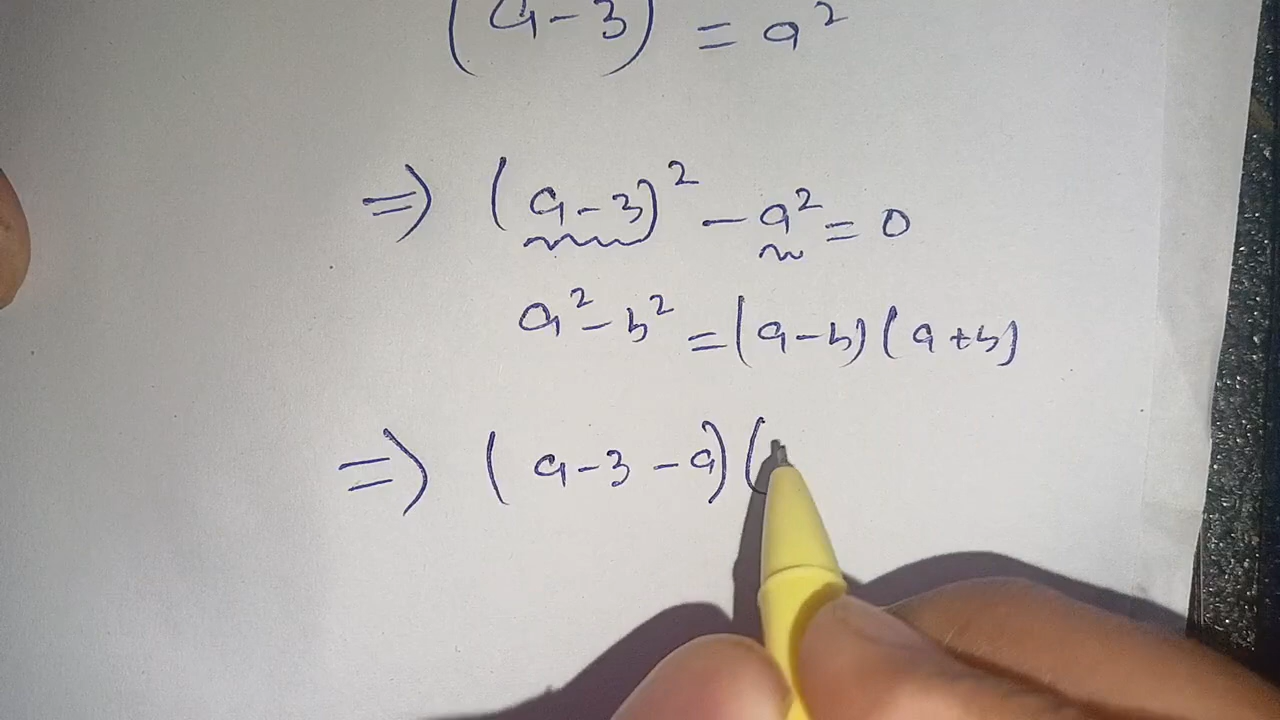 (a-3) = a²
=> (a-3)² - a² = 0
a² - b² = (a-b)(a+b)
=> (a-3-a)(